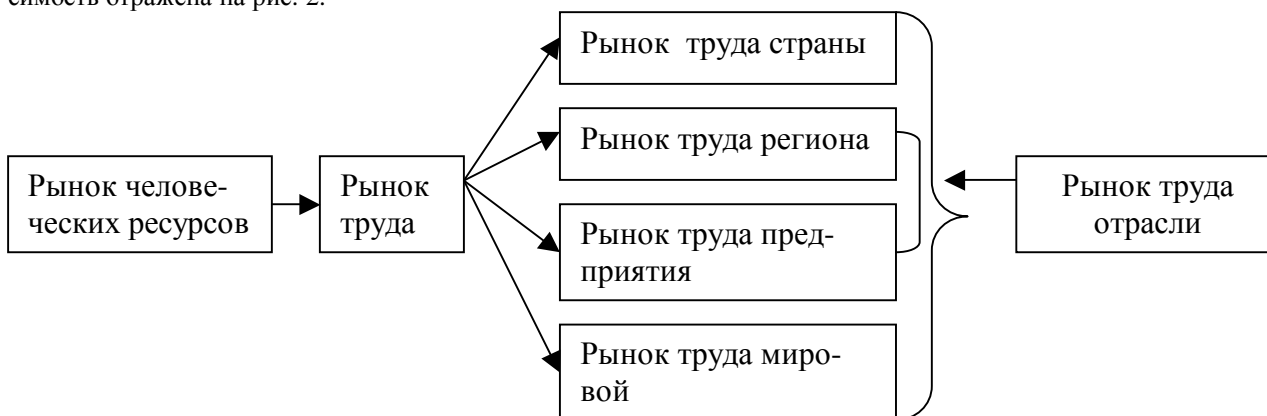 симость отражена на рис. 2.
Рынок труда страны
Рынок труда региона
Рынок челове-
ческих ресурсов
Рынок
труда
Рынок труда пред-
приятия
Рынок труда миро-
вой
Рынок труда
отрасли